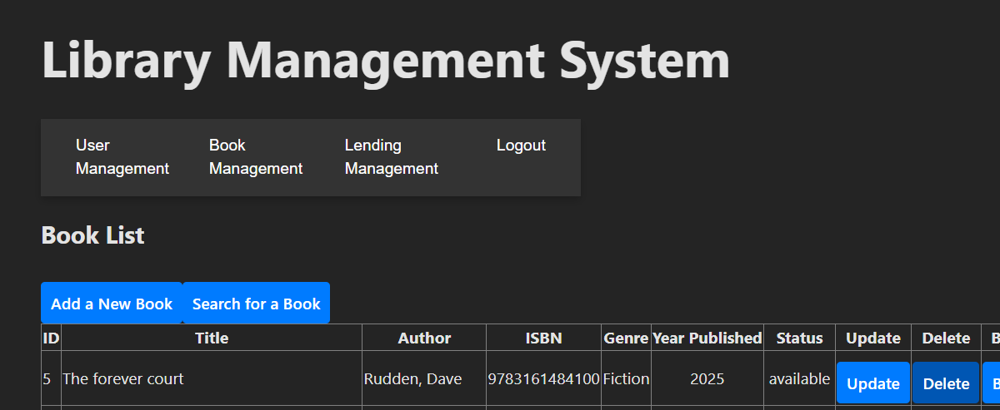 Library Management System
User Management
Book Management
Lending Management
Logout
Book List
Add a New Book Search for a Book
ID Title Author ISBN Genre Year Published Status Update Delete
5 The forever court Rudden, Dave 9783161484100 Fiction 2025 available Update Delete